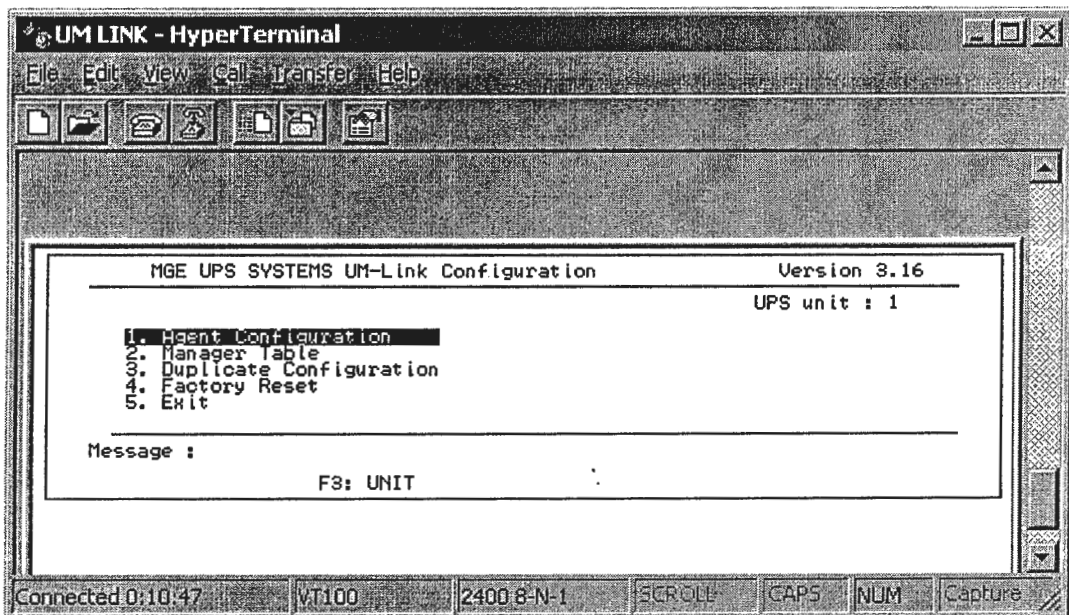 UM LINK - HyperTerminal
File Edit View Call Transfer Help
MGE UPS SYSTEMS UM-Link Configuration Version 3.16
UPS unit : 1
1. Agent Configuration
2. Manager Table
3. Duplicate Configuration
4. Factory Reset
5. Exit
Message :
F3: UNIT
Connected 0:10:47 VT100 2400 8-N-1 SCROLL CAPS NUM Capture